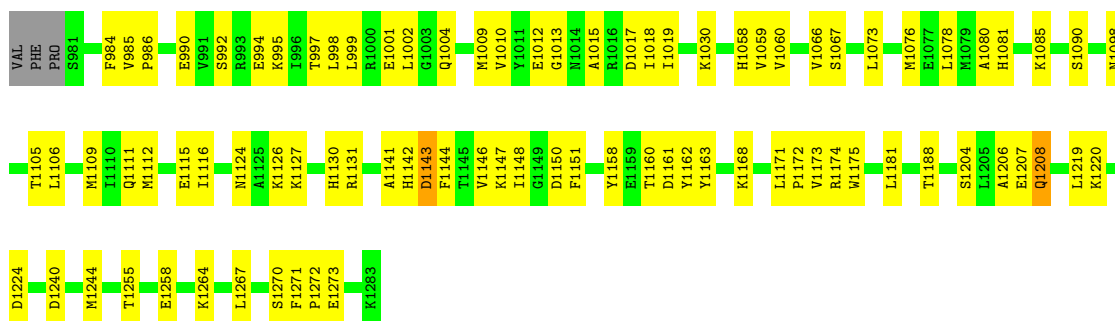 VAL PHE PRO S981 F984 V985 P986 E990 V991 S992 R993 E994 K995 I996 T997 L998 L999 R1000 E1001 L1002 G1003 Q1004 M1009 V1010 Y1011 E1012 G1013 N1014 A1015 R1016 D1017 I1018 I1019 K1030 H1058 V1059 V1060 V1066 S1067 L1073 M1076 E1077 L1078 M1079 A1080 H1081 K1085 S1090 N1098
T1105 L1106 M1109 I1110 Q1111 M1112 E1115 I1116 N1124 A1125 K1126 K1127 H1130 R1131 A1141 H1142 D1143 F1144 T1145 V1146 K1147 I1148 G1149 D1150 F1151 Y1158 E1159 T1160 D1161 Y1162 Y1163 K1168 L1171 P1172 V1173 R1174 W1175 L1181 T1188 S1204 L1205 A1206 E1207 Q1208 L1219 K1220
D1224 D1240 M1244 T1255 E1258 K1264 L1267 S1270 F1271 P1272 E1273 K1283